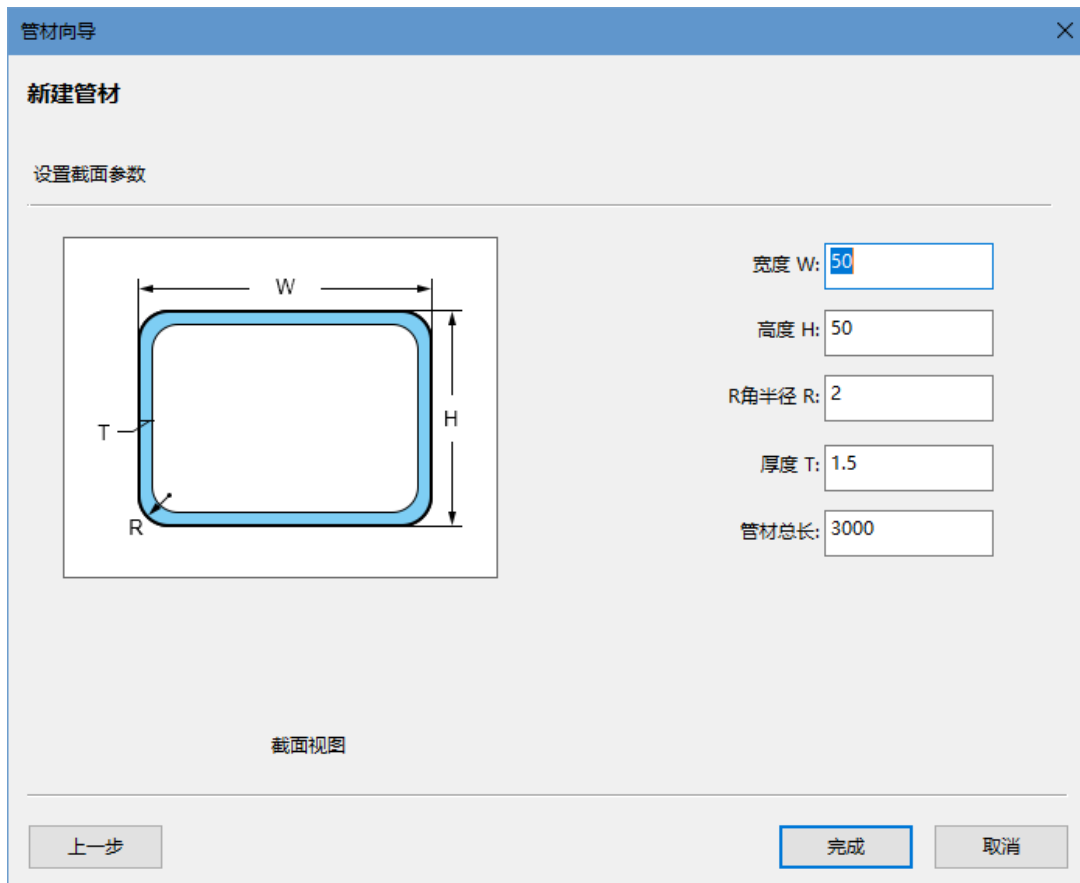 管材向导
新建管材
设置截面参数
W
H
T
R
宽度 W: 50
高度 H: 50
R角半径 R: 2
厚度 T: 1.5
管材总长: 3000
截面视图
上一步
完成
取消